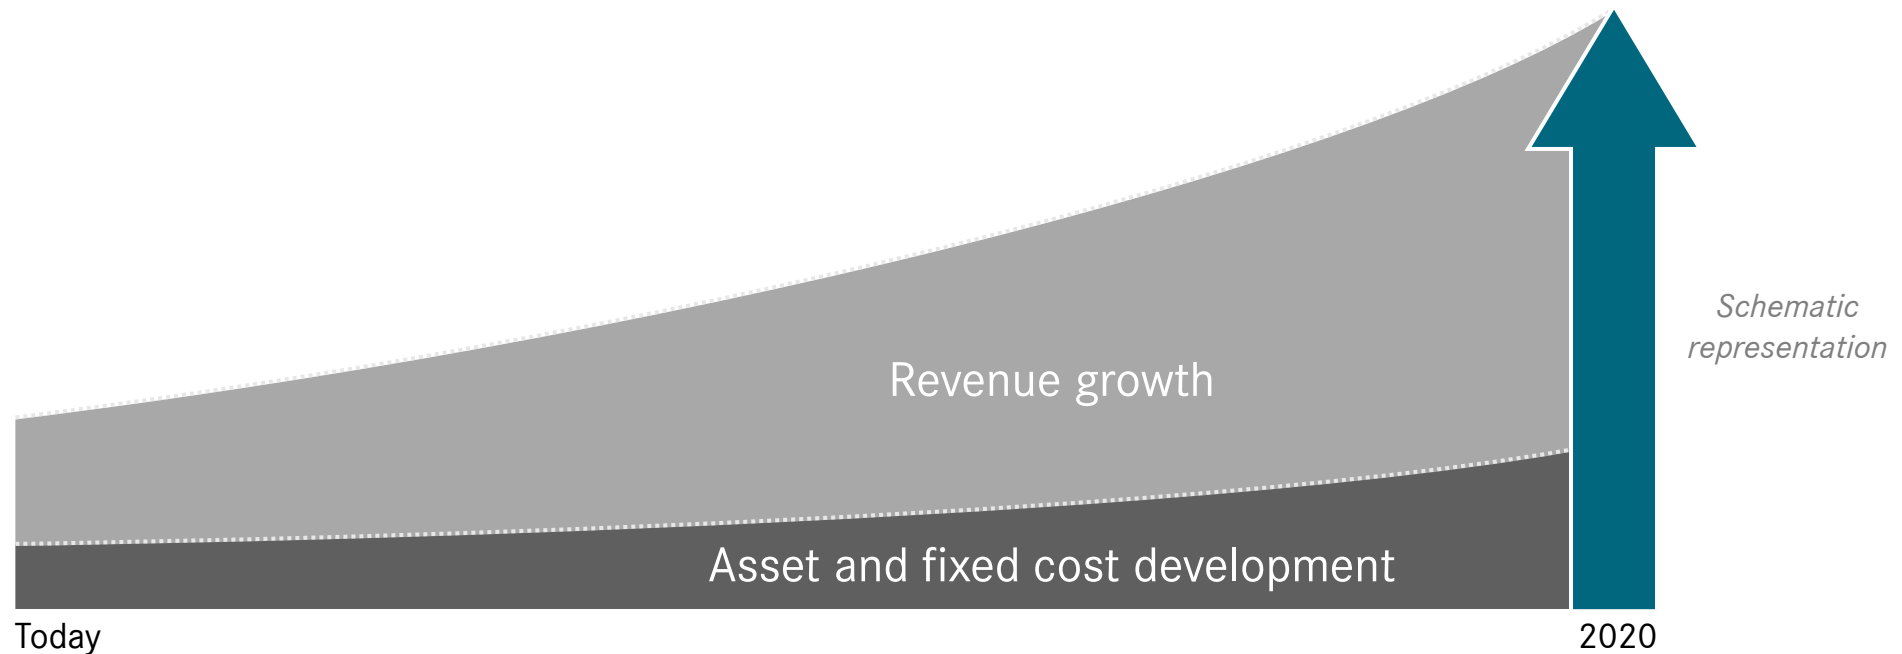 Schematic
representation
Revenue growth
Asset and fixed cost development
Today
2020